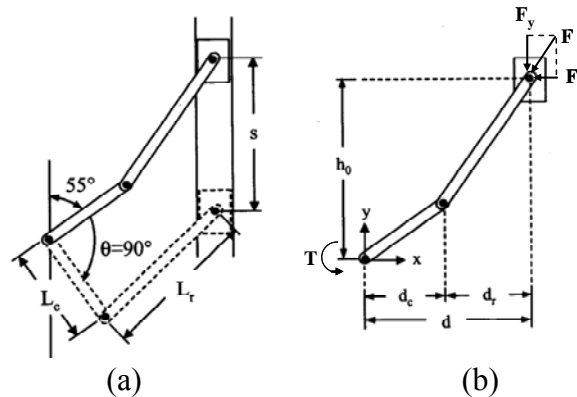 55°
θ=90°
s
L_c
L_r
(a)
F_y
F
F
h_0
y
x
T
d_c
d_r
d
(b)